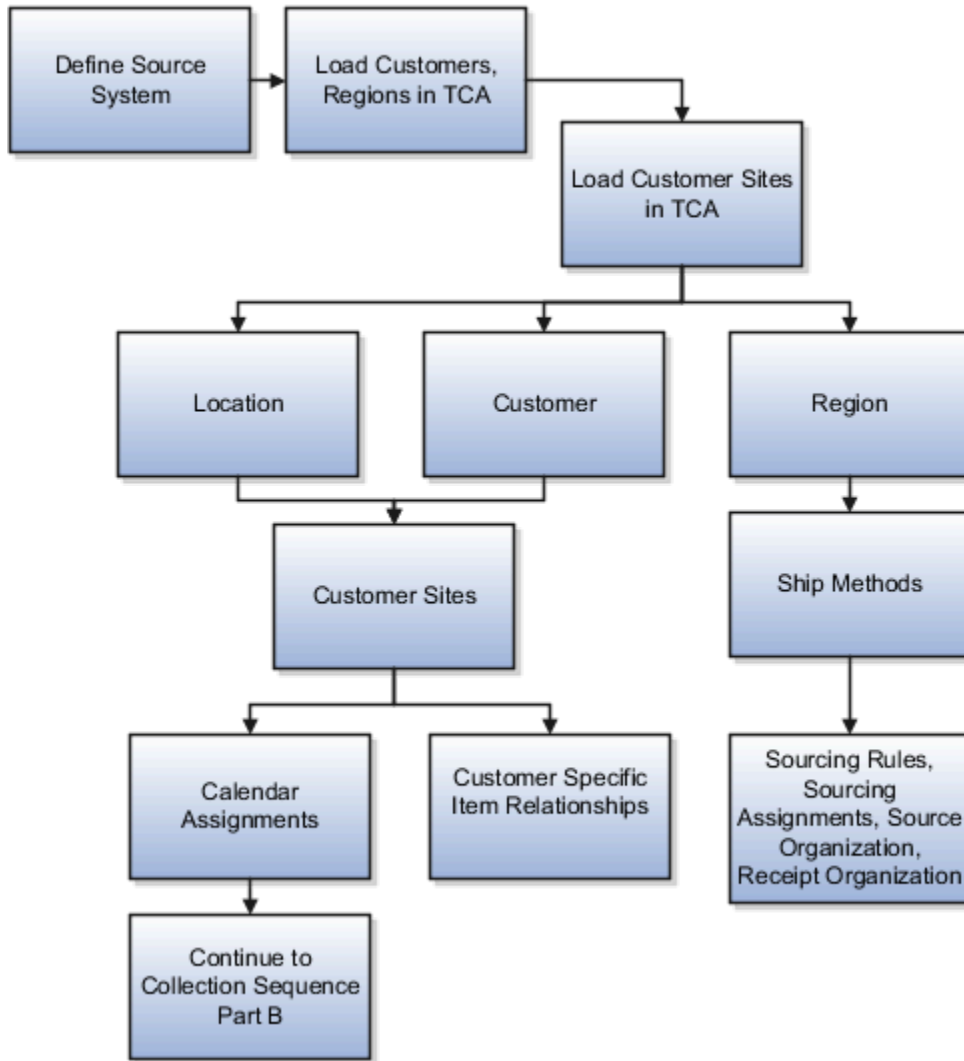 Define Source
System
Load Customers,
Regions in TCA
Load Customer Sites
in TCA
Location
Customer
Region
Customer Sites
Ship Methods
Calendar
Assignments
Customer Specific
Item Relationships
Sourcing Rules,
Sourcing
Assignments, Source
Organization,
Receipt Organization
Continue to
Collection Sequence
Part B